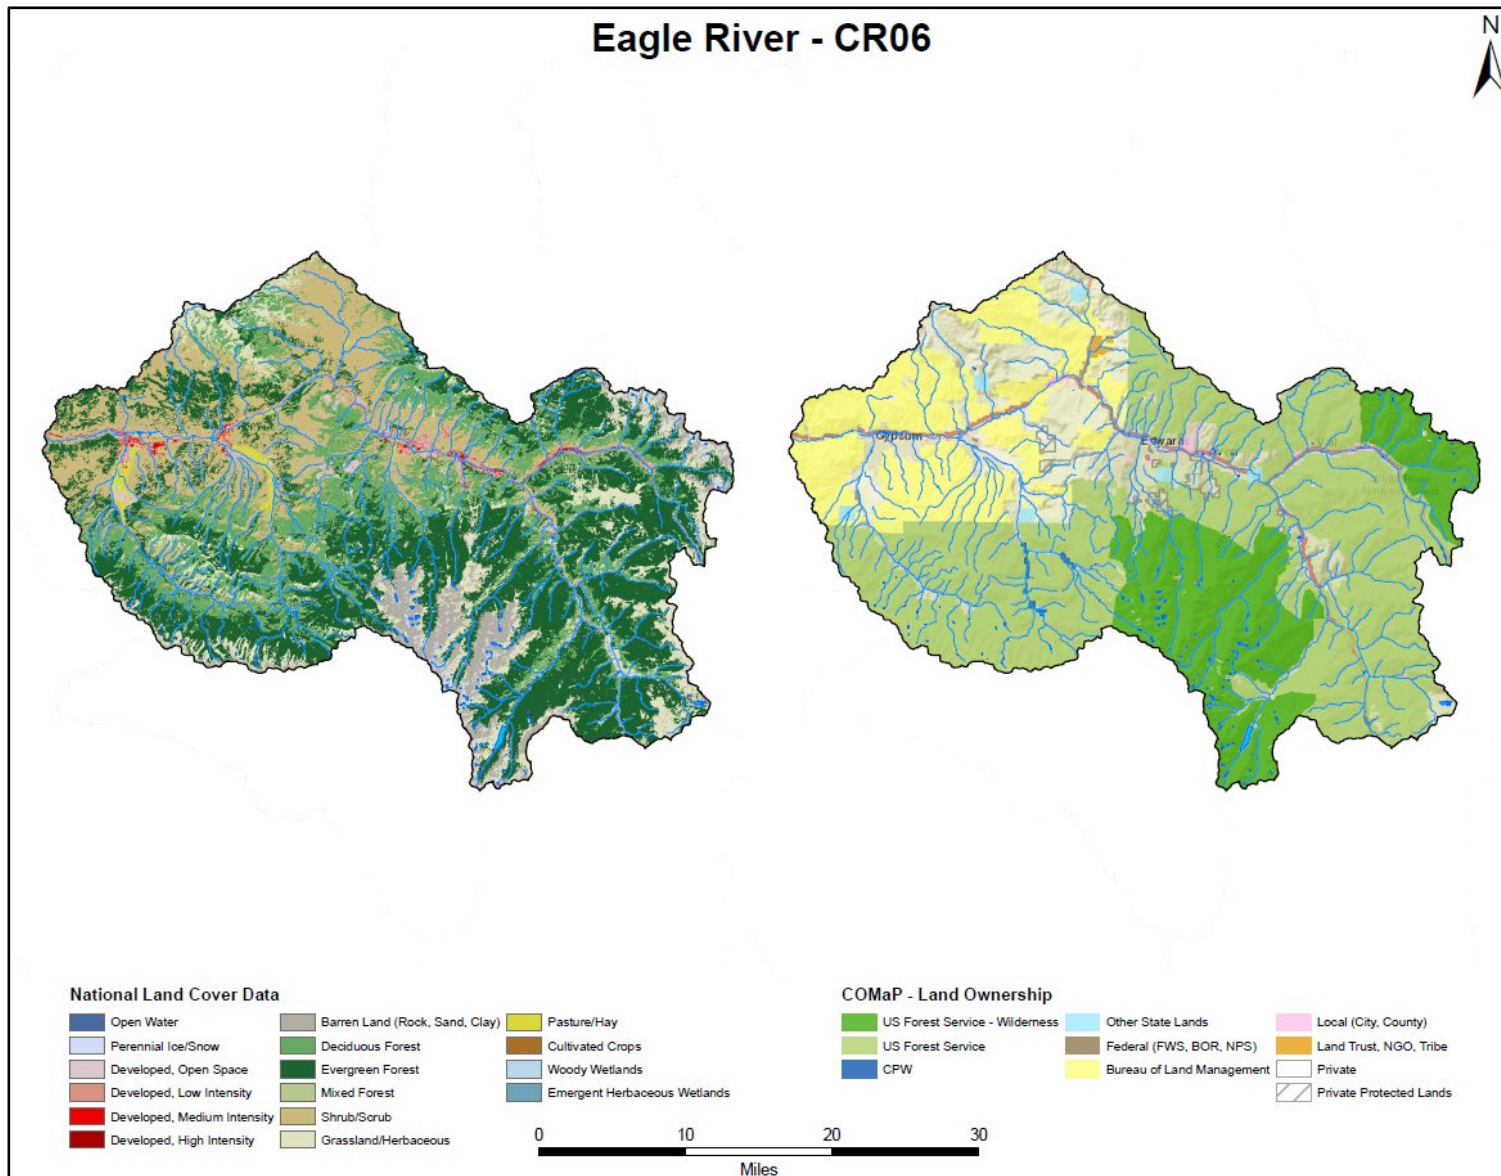 Eagle River - CR06
N
Gypsum
Edwards
Vail
National Land Cover Data
Open Water
Perennial Ice/Snow
Developed, Open Space
Developed, Low Intensity
Developed, Medium Intensity
Developed, High Intensity
Barren Land (Rock, Sand, Clay)
Deciduous Forest
Evergreen Forest
Mixed Forest
Shrub/Scrub
Grassland/Herbaceous
Pasture/Hay
Cultivated Crops
Woody Wetlands
Emergent Herbaceous Wetlands
COMaP - Land Ownership
US Forest Service - Wilderness
US Forest Service
CPW
Other State Lands
Federal (FWS, BOR, NPS)
Bureau of Land Management
Local (City, County)
Land Trust, NGO, Tribe
Private
Private Protected Lands
0 10 20 30
Miles